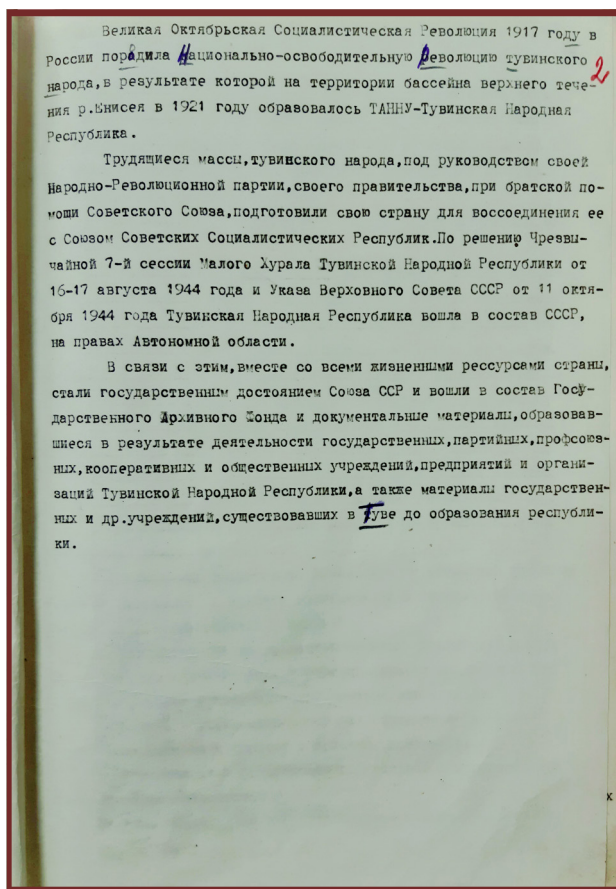 Великая Октябрьская Социалистическая Революция 1917 году в
России породила Национально-освободительную Революцию тувинского
народа,в результате которой на территории бассейна верхнего тече-
ния р.Енисея в 1921 году образовалось ТАННУ-Тувинская Народная
Республика.
Трудящиеся массы,тувинского народа,под руководством своей
Народно-Революционной партии,своего правительства,при братской по-
мощи Советского Союза,подготовили свою страну для воссоединения ее
с Союзом Советских Социалистических Республик.По решению Чрезвы-
чайной 7-й сессии Малого Хурала Тувинской Народной Республики от
16-17 августа 1944 года и Указа Верховного Совета СССР от 11 октя-
бря 1944 года Тувинская Народная Республика вошла в состав СССР,
на правах Автономной области.
В связи с этим,вместе со всеми жизненными рессурсами страны,
стали государственным достоянием Союза ССР и вошли в состав Госу-
дарственного Архивного Фонда и документальные материалы,образовав-
шиеся в результате деятельности государственных,партийных,профсоюз-
ных,кооперативных и общественных учреждений,предприятий и органи-
заций Тувинской Народной Республики,а также материалы государствен-
ных и др.учреждений,существовавших в Туве до образования республи-
ки.
2
х